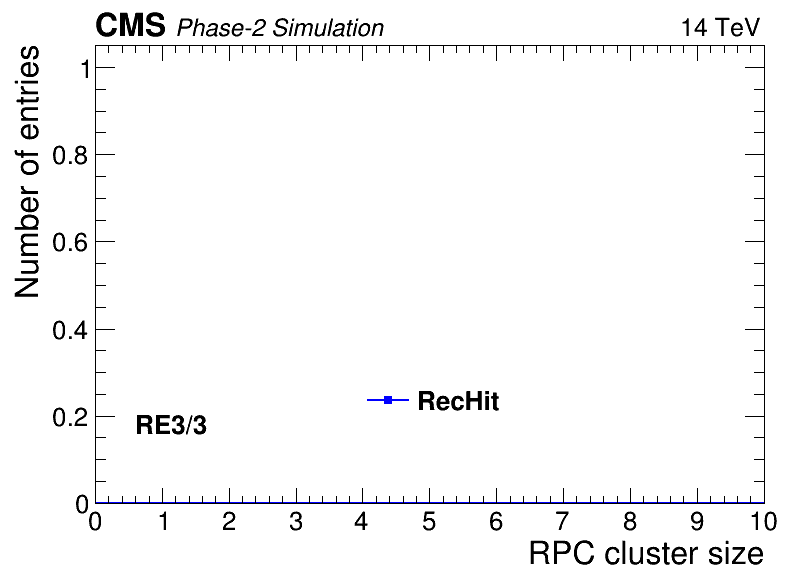 CMS Phase-2 Simulation 14 TeV
Number of entries
1
0.8
0.6
0.4
0.2
0
RecHit
RE3/3
0 1 2 3 4 5 6 7 8 9 10
RPC cluster size